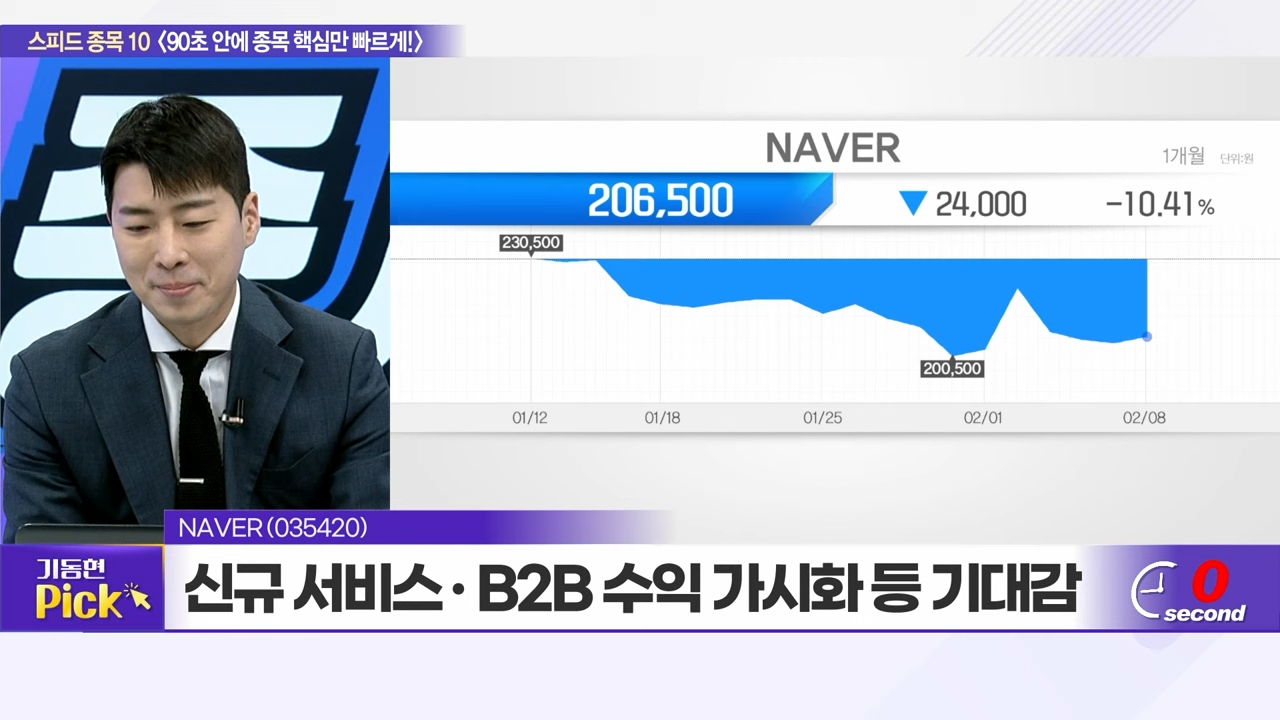 스피드 종목 10 〈90초 안에 종목 핵심만 빠르게!〉
NAVER
1개월 단위:원
206,500 ▼ 24,000 -10.41%
230,500
200,500
01/12 01/18 01/25 02/01 02/08
NAVER(035420)
기동현
Pick
신규 서비스· B2B 수익 가시화 등 기대감
0
second